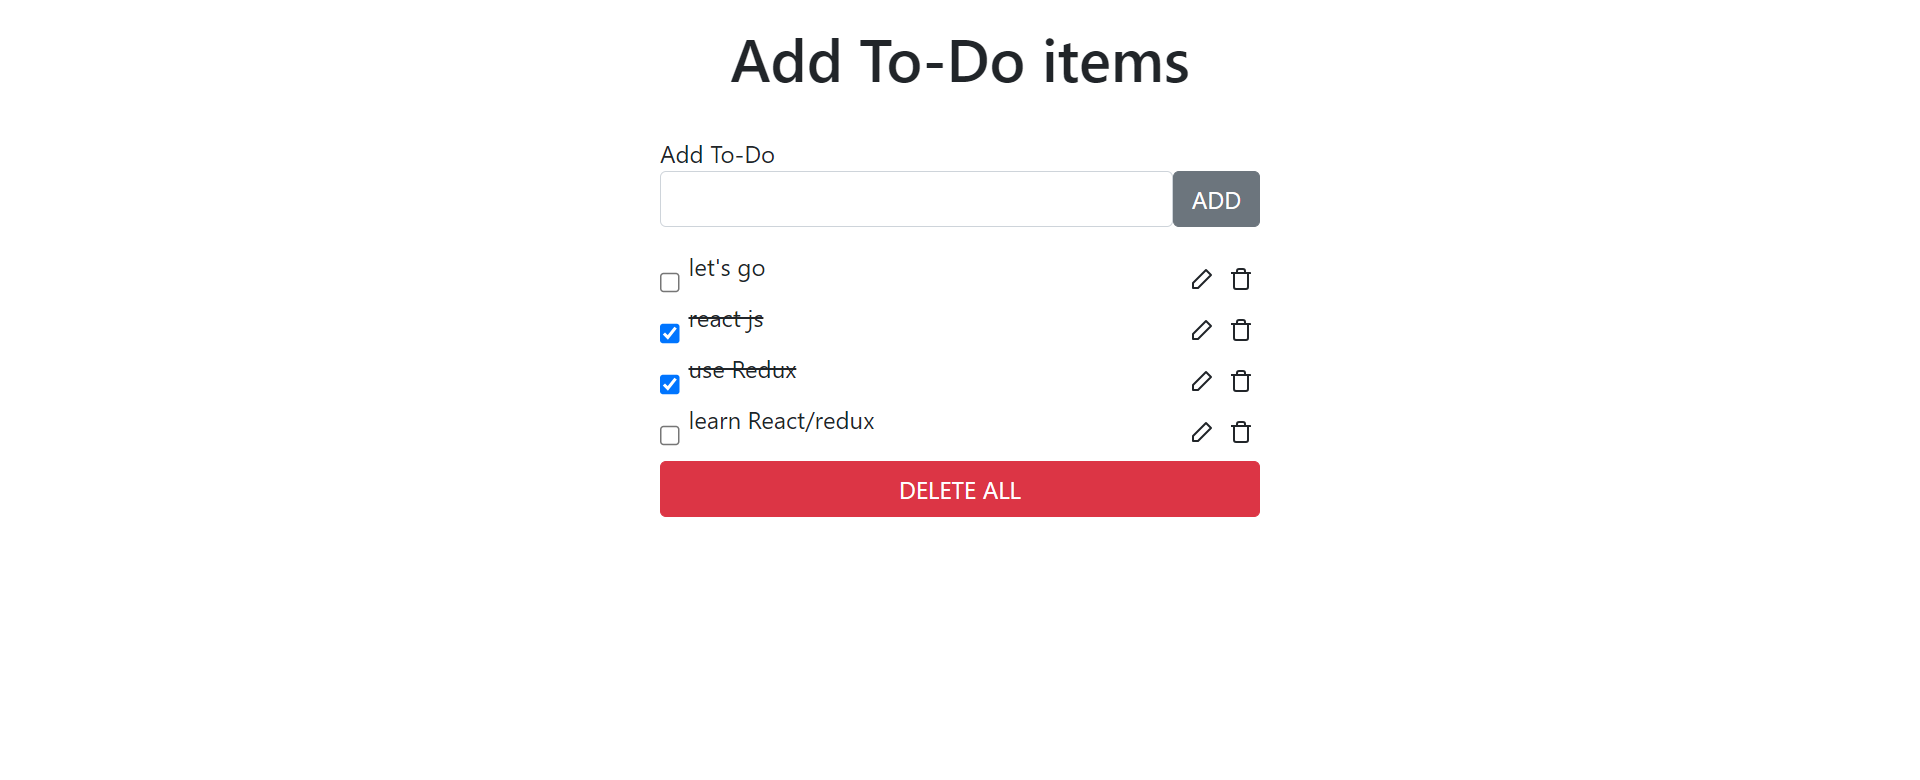 Add To-Do items
Add To-Do
ADD
let's go
react js
use Redux
learn React/redux
DELETE ALL